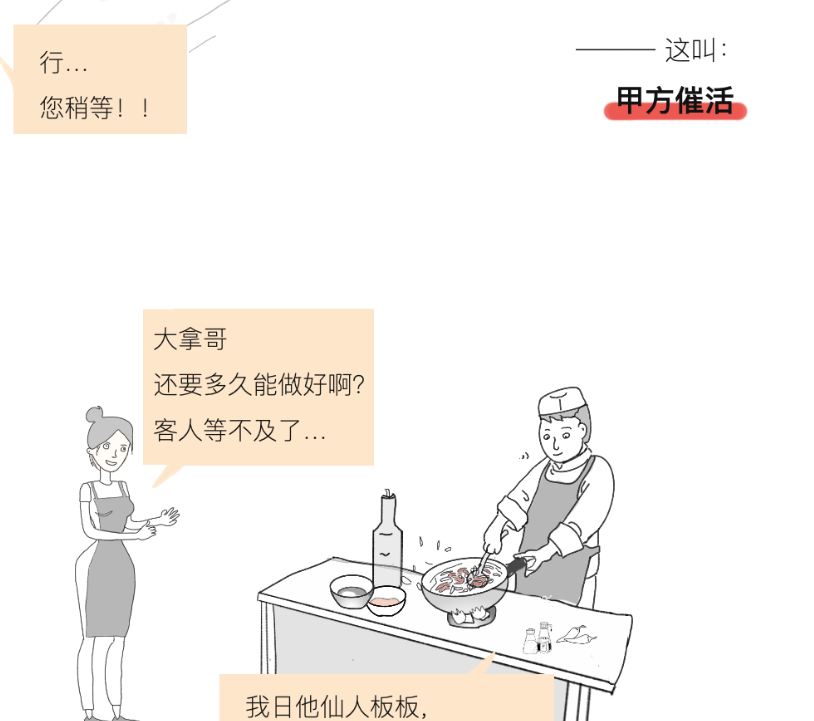 行...
您稍等！！
这叫：
甲方催活
大拿哥
还要多久能做好啊?
客人等不及了...
我日他仙人板板,